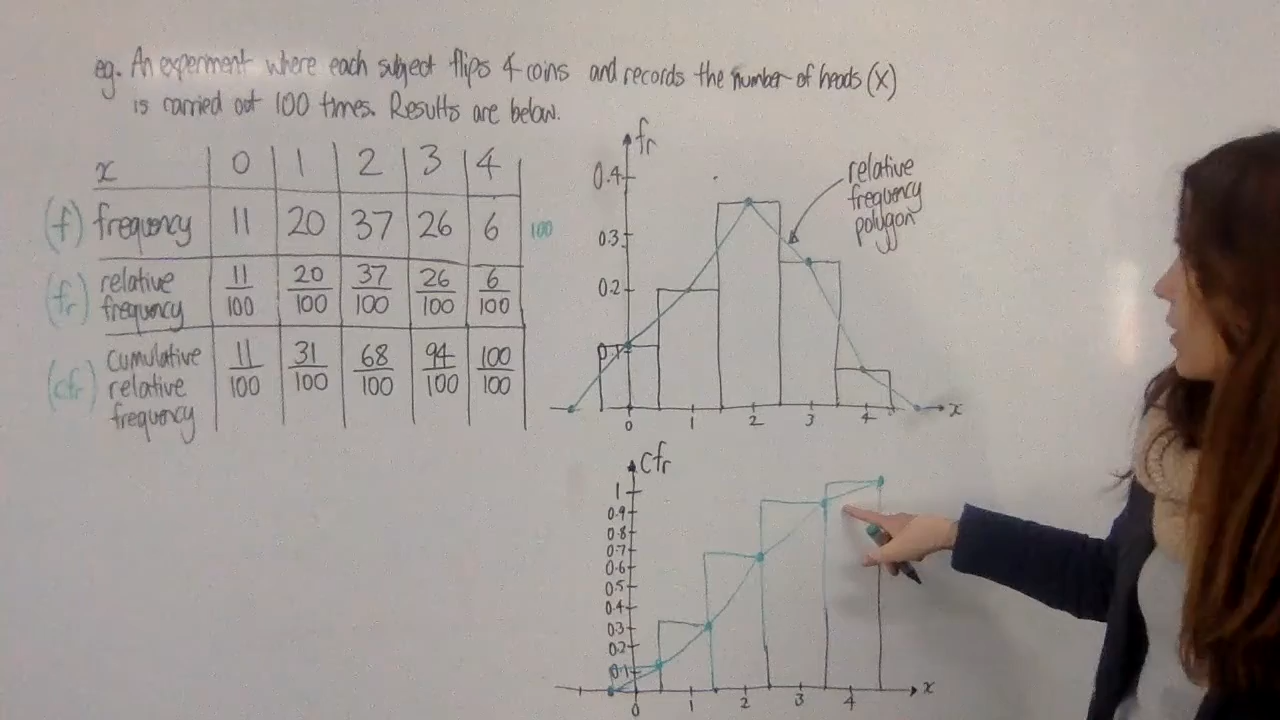 eg. An experiment where each subject flips 4 coins and records the number of heads (X)
is carried out 100 times. Results are below.
x 0 1 2 3 4
(f) frequency 11 20 37 26 6 100
(fr) relative frequency 11/100 20/100 37/100 26/100 6/100
(cfr) cumulative relative frequency 11/100 31/100 68/100 94/100 100/100
fr
0.4
0.3
0.2
0.1
0 1 2 3 4 x
relative
frequency
polygon
cfr
1
0.9
0.8
0.7
0.6
0.5
0.4
0.3
0.2
0.1
0 1 2 3 4 x